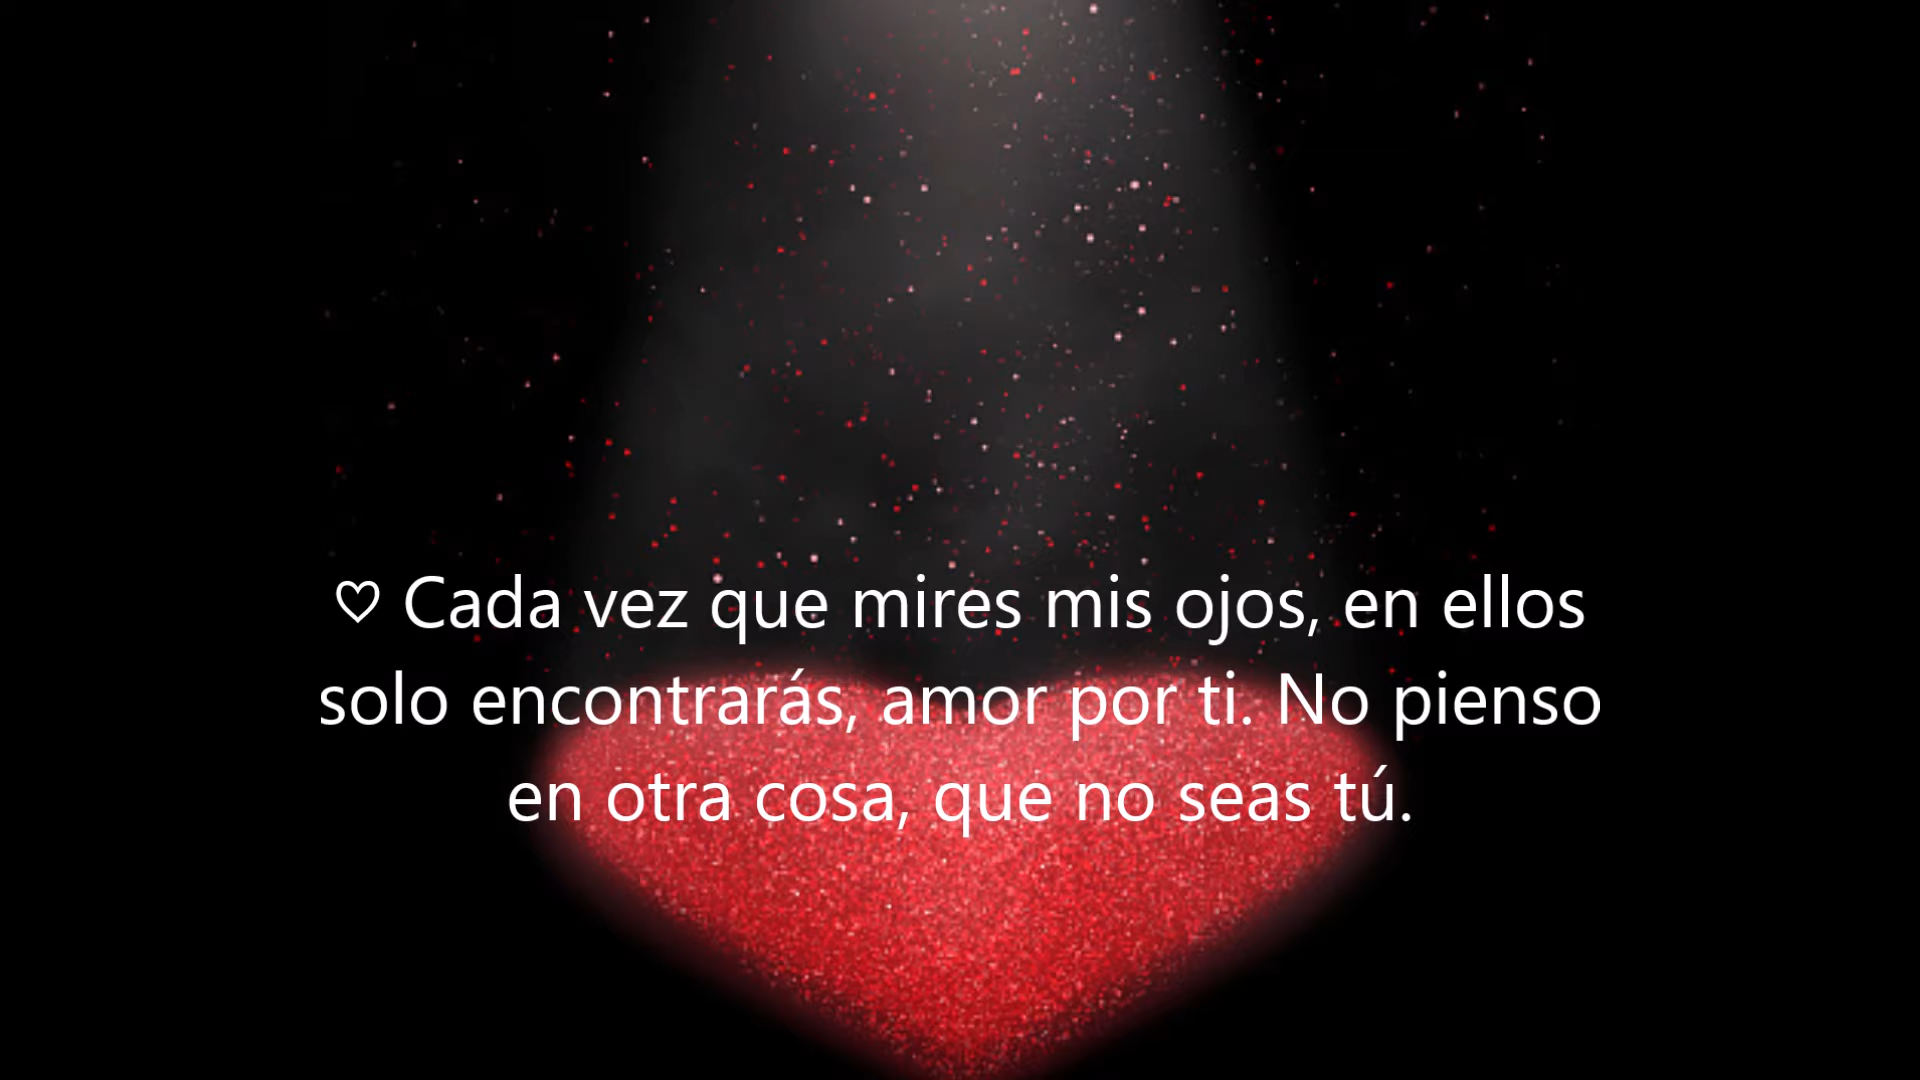 ♡ Cada vez que mires mis ojos, en ellos
solo encontrarás, amor por ti. No pienso
en otra cosa, que no seas tú.